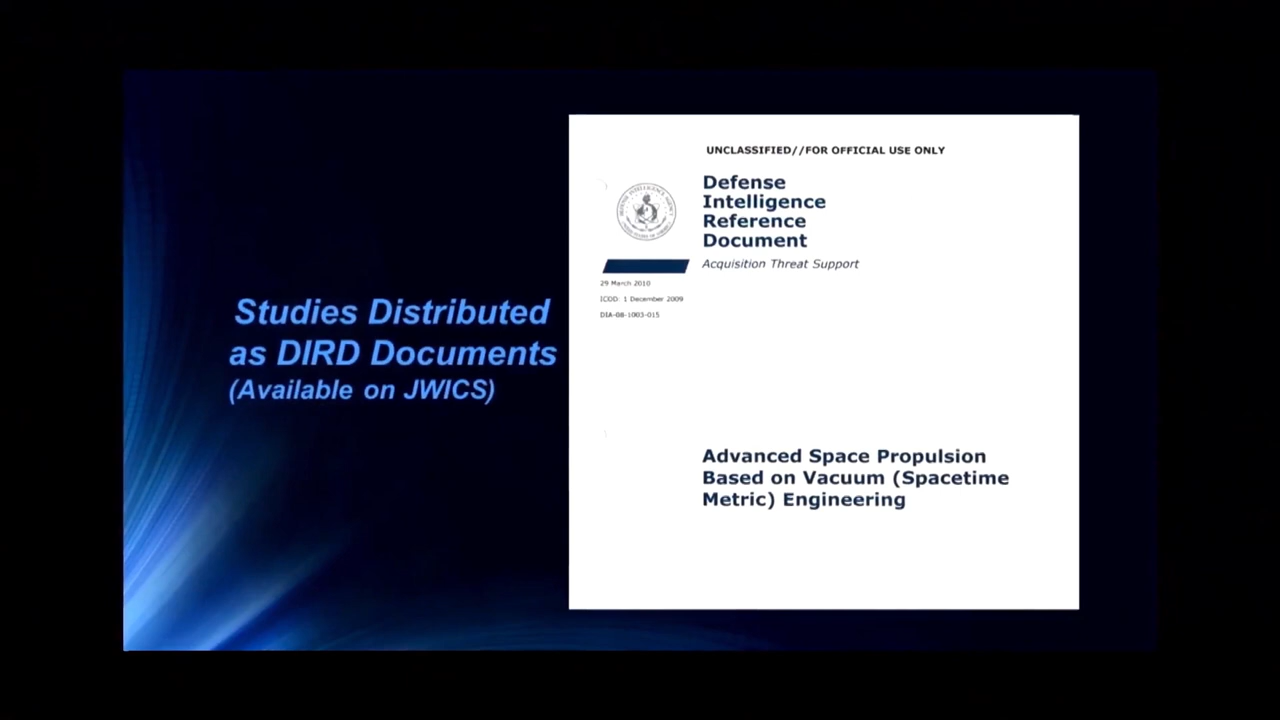 Studies Distributed
as DIRD Documents
(Available on JWICS)
UNCLASSIFIED//FOR OFFICIAL USE ONLY
Defense
Intelligence
Reference
Document
Acquisition Threat Support
29 March 2010
ICOD: 1 December 2009
DIA-08-1003-015
Advanced Space Propulsion
Based on Vacuum (Spacetime
Metric) Engineering